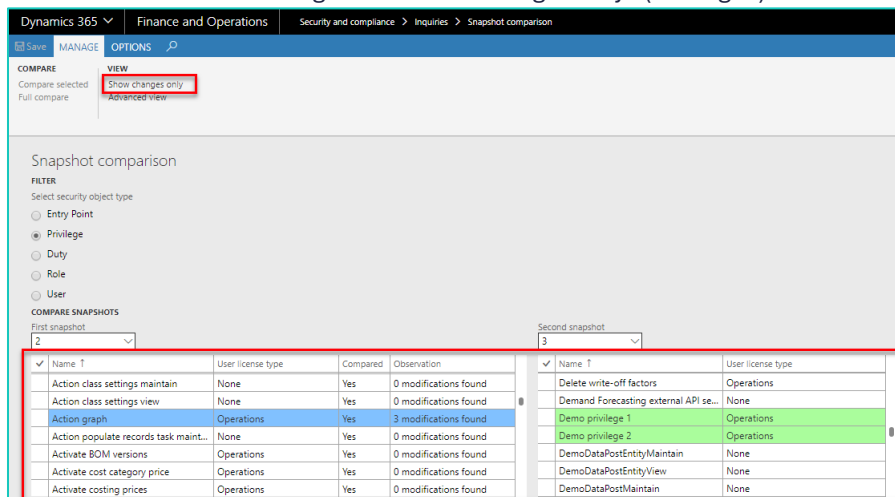 Dynamics 365 Finance and Operations Security and compliance > Inquiries > Snapshot comparison
Save MANAGE OPTIONS
COMPARE VIEW
Compare selected Show changes only
Full compare Advanced view
Snapshot comparison
FILTER
Select security object type
Entry Point
Privilege
Duty
Role
User
COMPARE SNAPSHOTS
First snapshot Second snapshot
2 3
Name ↑ User license type Compared Observation Name ↑ User license type
Action class settings maintain None Yes 0 modifications found Delete write-off factors Operations
Action class settings view None Yes 0 modifications found Demand Forecasting external API se... None
Action graph Operations Yes 3 modifications found Demo privilege 1 Operations
Action populate records task maint... None Yes 0 modifications found Demo privilege 2 Operations
Activate BOM versions Operations Yes 0 modifications found DemoDataPostEntityMaintain None
Activate cost category price Operations Yes 0 modifications found DemoDataPostEntityView None
Activate costing prices Operations Yes 0 modifications found DemoDataPostMaintain None